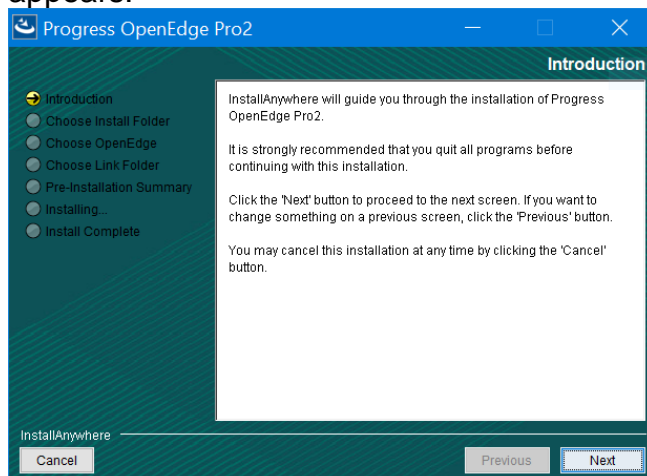 appears.
Progress OpenEdge Pro2
Introduction
Introduction
Choose Install Folder
Choose OpenEdge
Choose Link Folder
Pre-Installation Summary
Installing...
Install Complete
InstallAnywhere will guide you through the installation of Progress
OpenEdge Pro2.
It is strongly recommended that you quit all programs before
continuing with this installation.
Click the 'Next' button to proceed to the next screen. If you want to
change something on a previous screen, click the 'Previous' button.
You may cancel this installation at any time by clicking the 'Cancel'
button.
InstallAnywhere
Cancel
Previous
Next